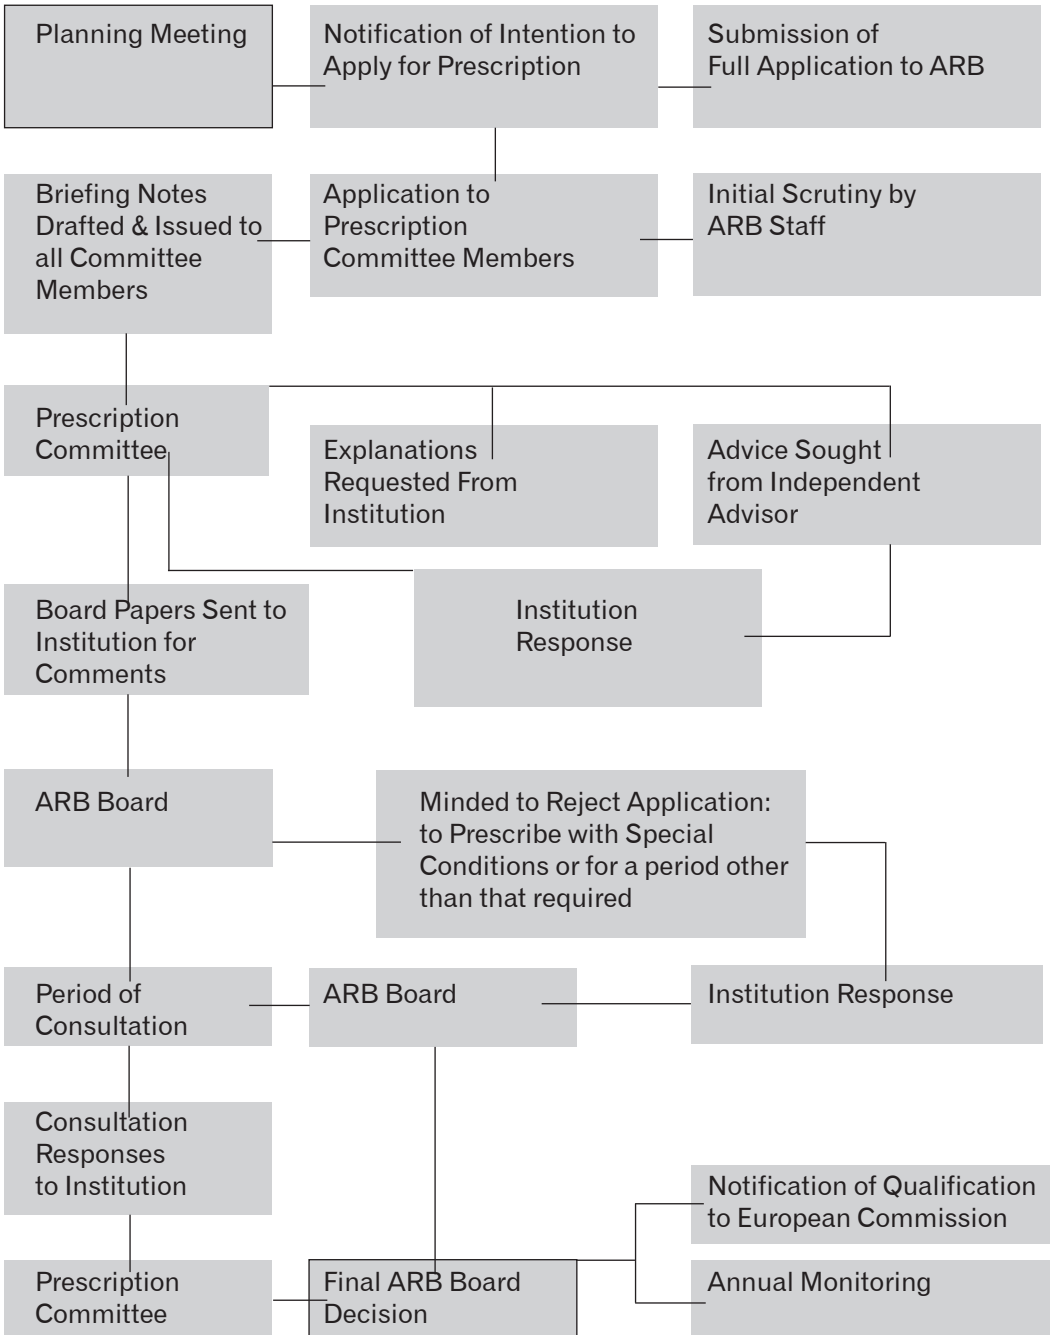 Planning Meeting
Notification of Intention to
Apply for Prescription
Submission of
Full Application to ARB
Briefing Notes
Drafted & Issued to
all Committee
Members
Application to
Prescription
Committee Members
Initial Scrutiny by
ARB Staff
Prescription
Committee
Explanations
Requested From
Institution
Advice Sought
from Independent
Advisor
Board Papers Sent to
Institution for
Comments
Institution
Response
ARB Board
Minded to Reject Application:
to Prescribe with Special
Conditions or for a period other
than that required
Period of
Consultation
ARB Board
Institution Response
Consultation
Responses
to Institution
Notification of Qualification
to European Commission
Prescription
Committee
Final ARB Board
Decision
Annual Monitoring